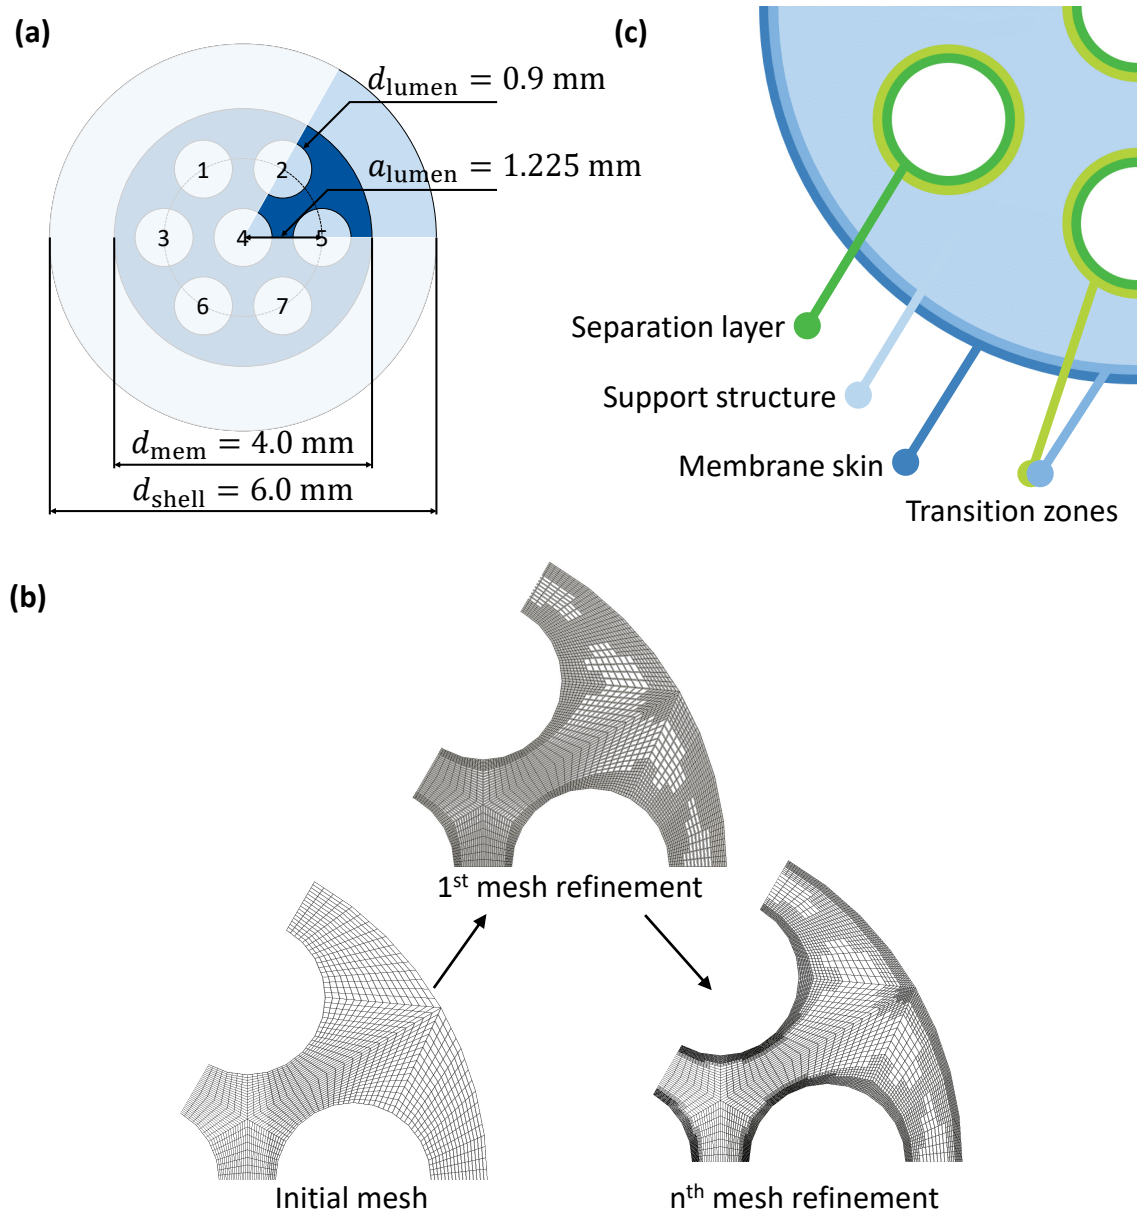 (a)
d_lumen = 0.9 mm
a_lumen = 1.225 mm
1
2
3
4
5
6
7
d_mem = 4.0 mm
d_shell = 6.0 mm
(c)
Separation layer
Support structure
Membrane skin
Transition zones
(b)
1st mesh refinement
Initial mesh
nth mesh refinement